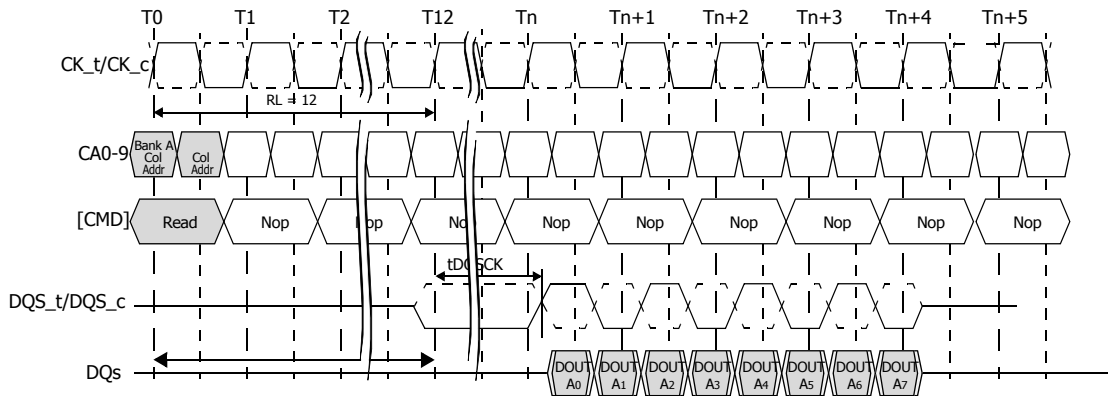 T0 T1 T2 T12 Tn Tn+1 Tn+2 Tn+3 Tn+4 Tn+5
CK_t/CK_c
RL = 12
CA0-9
Bank A
Col
Addr
Col
Addr
[CMD] Read Nop Nop Nop Nop Nop Nop Nop Nop Nop
tDQSCK
DQS_t/DQS_c
DQs
DOUT DOUT DOUT DOUT DOUT DOUT DOUT DOUT
A0 A1 A2 A3 A4 A5 A6 A7